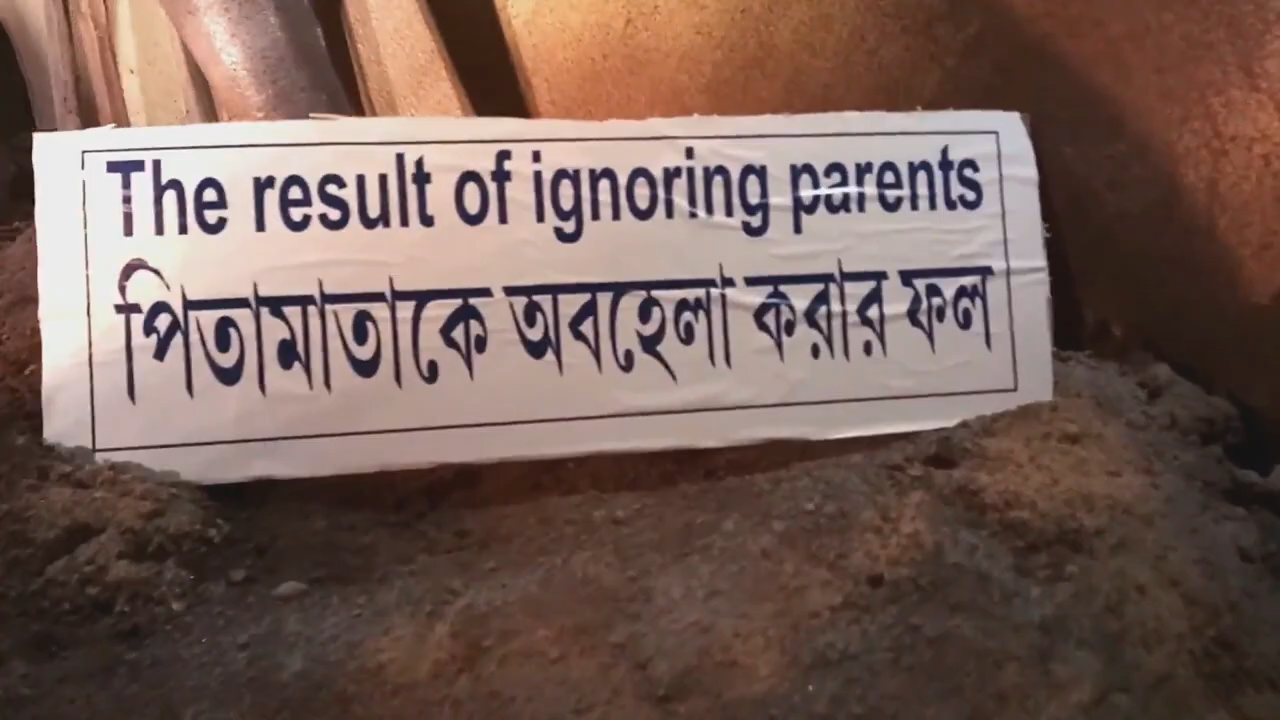 The result of ignoring parents
পিতামাতাকে অবহেলা করার ফল